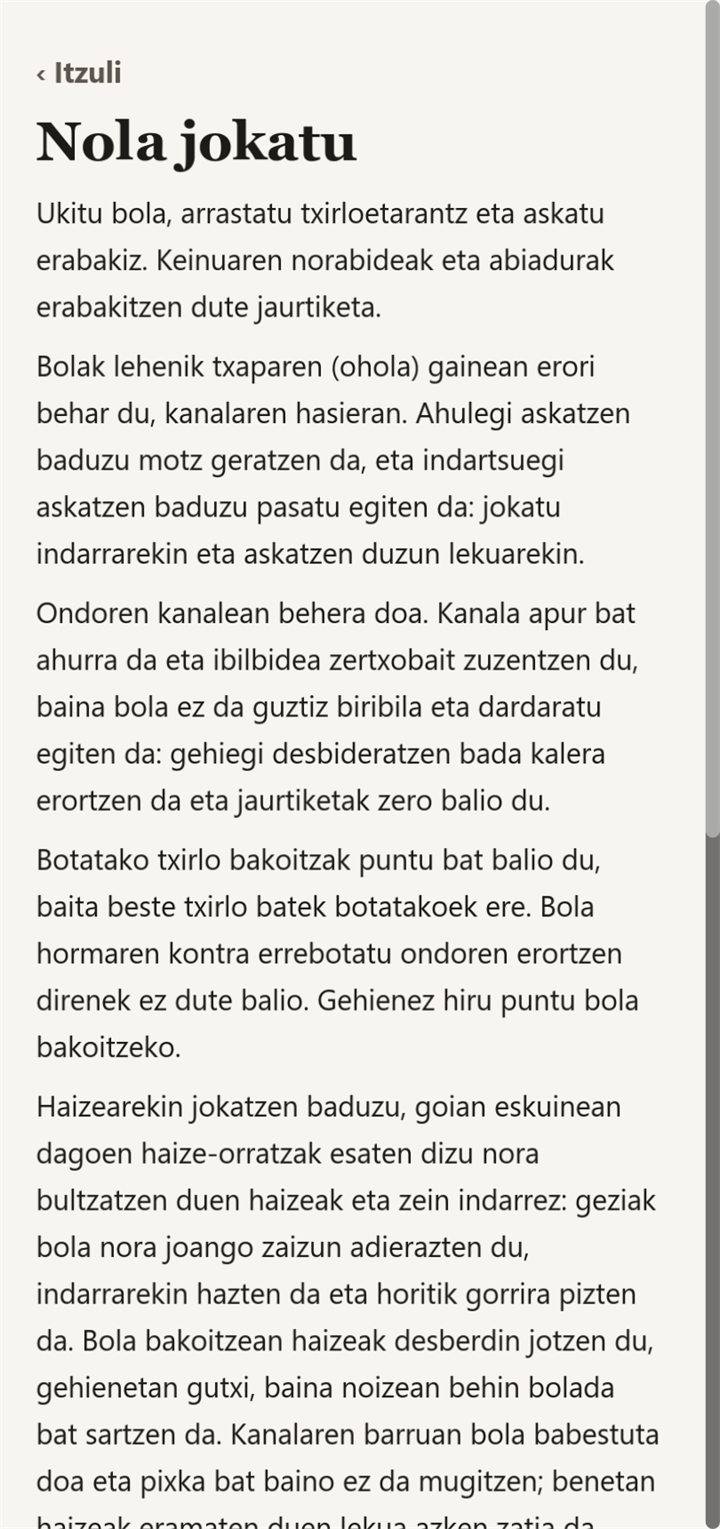 ‹ Itzuli
Nola jokatu
Ukitu bola, arrastatu txirloetarantz eta askatu
erabakiz. Keinuaren norabideak eta abiadurak
erabakitzen dute jaurtiketa.
Bolak lehenik txaparen (ohola) gainean erori
behar du, kanalaren hasieran. Ahulegi askatzen
baduzu motz geratzen da, eta indartsuegi
askatzen baduzu pasatu egiten da: jokatu
indarrarekin eta askatzen duzun lekuarekin.
Ondoren kanalean behera doa. Kanala apur bat
ahurra da eta ibilbidea zertxobait zuzentzen du,
baina bola ez da guztiz biribila eta dardaratu
egiten da: gehiegi desbideratzen bada kalera
erortzen da eta jaurtiketak zero balio du.
Botatako txirlo bakoitzak puntu bat balio du,
baita beste txirlo batek botatakoek ere. Bola
hormaren kontra errebotatu ondoren erortzen
direnek ez dute balio. Gehienez hiru puntu bola
bakoitzeko.
Haizearekin jokatzen baduzu, goian eskuinean
dagoen haize-orratzak esaten dizu nora
bultzatzen duen haizeak eta zein indarrez: geziak
bola nora joango zaizun adierazten du,
indarrarekin hazten da eta horitik gorrira pizten
da. Bola bakoitzean haizeak desberdin jotzen du,
gehienetan gutxi, baina noizean behin bolada
bat sartzen da. Kanalaren barruan bola babestuta
doa eta pixka bat baino ez da mugitzen; benetan
haizeak eramaten duen lekua azken zatia da